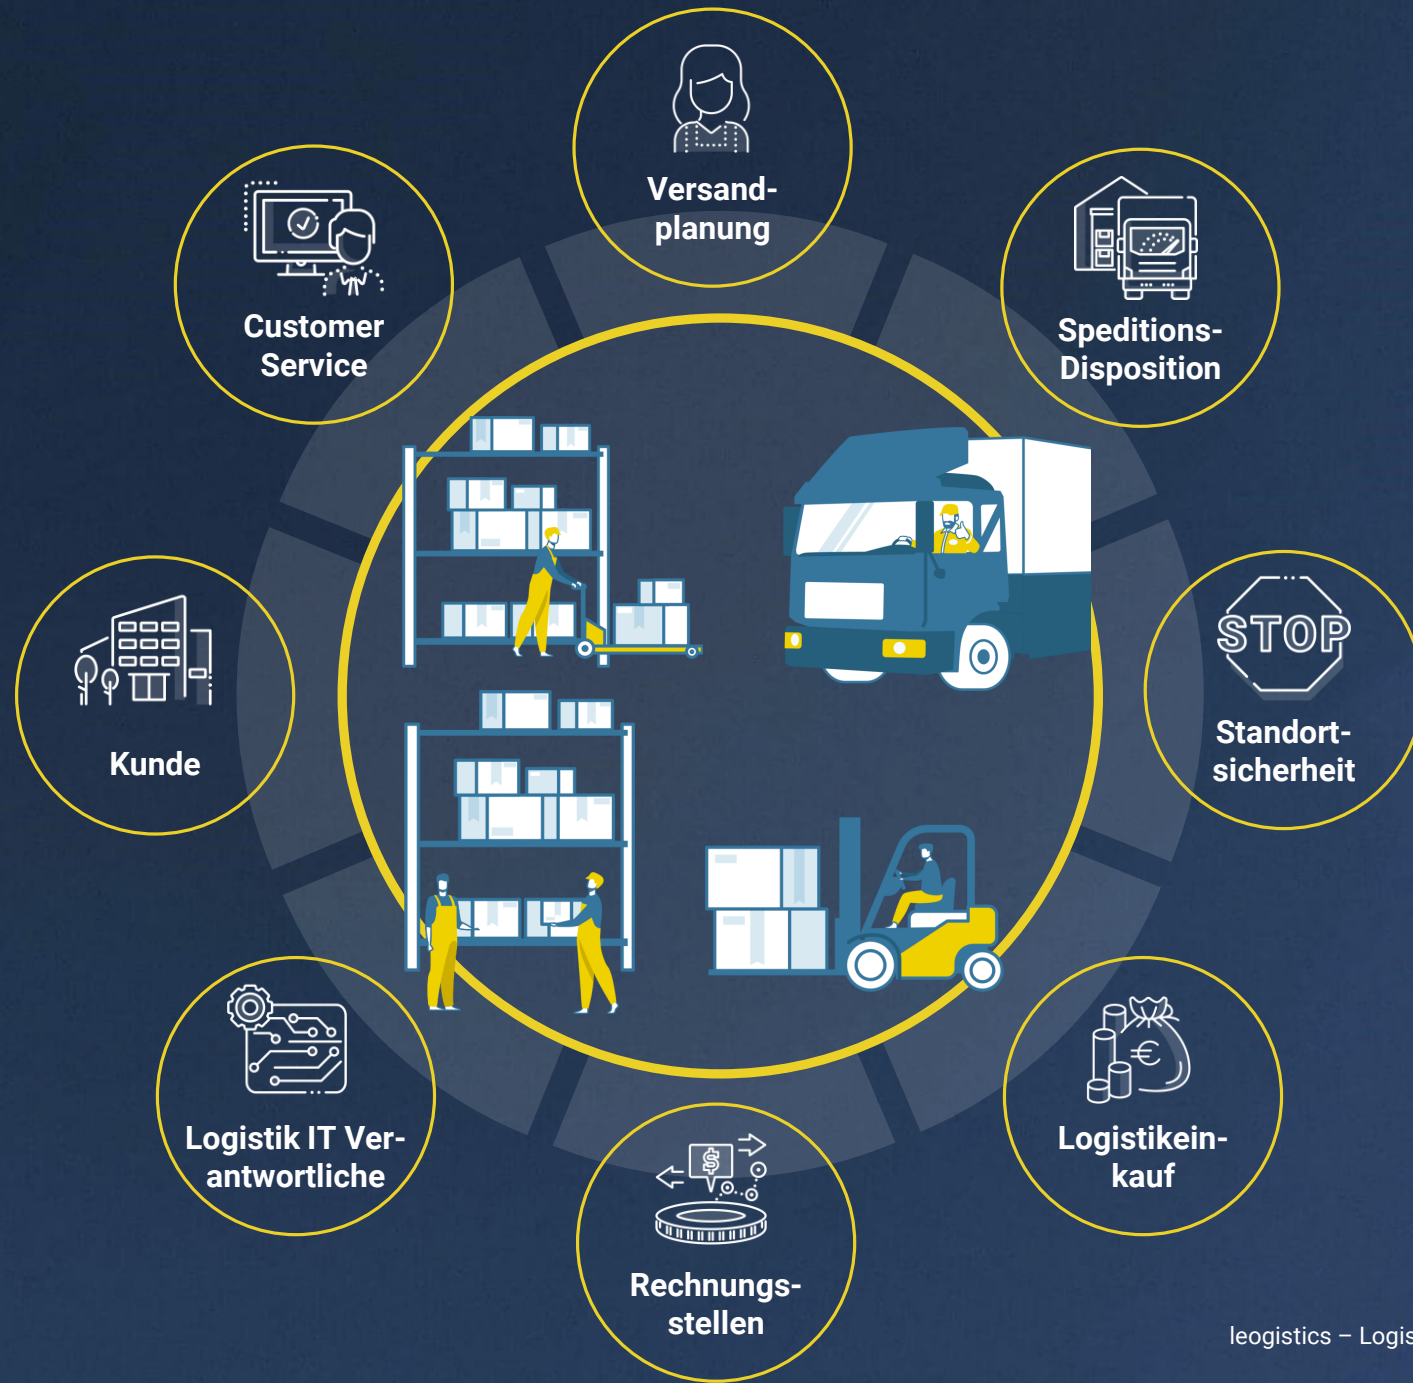 Versand-
planung
Speditions-
Disposition
STOP
Standort-
sicherheit
€
Logistikein-
kauf
$
Rechnungs-
stellen
Logistik IT Ver-
antwortliche
Kunde
Customer
Service
leogistics – Logis